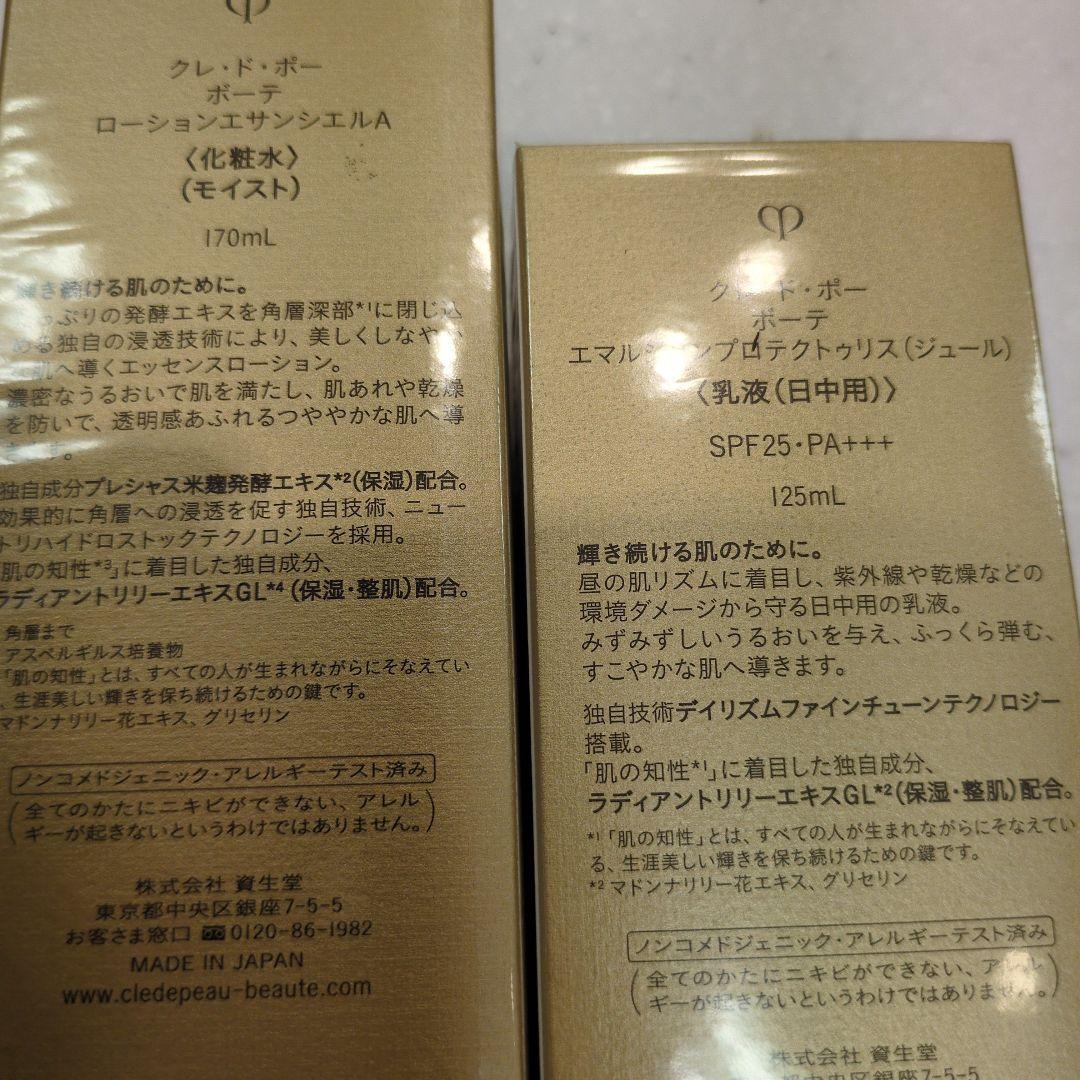 クレ・ド・ポー
ボーテ
ローションエサンシエルA
〈化粧水〉
(モイスト)
170mL
輝き続ける肌のために。
っぷりの発酵エキスを角層深部*1に閉じ込
める独自の浸透技術により、美しくしなや
肌へ導くエッセンスローション。
濃密なうるおいで肌を満たし、肌あれや乾燥
を防いで、透明感あふれるつややかな肌へ導
きます。
独自成分プレシャス米麹発酵エキス*2(保湿)配合。
効果的に角層への浸透を促す独自技術、ニュー
トリハイドロストックテクノロジーを採用。
「肌の知性*3」に着目した独自成分、
ラディアントリリーエキスGL*4(保湿・整肌)配合。
角層まで
アスペルギルス培養物
「肌の知性」とは、すべての人が生まれながらにそなえてい
、生涯美しい輝きを保ち続けるための鍵です。
マドンナリリー花エキス、グリセリン
ノンコメドジェニック・アレルギーテスト済み
(全てのかたにニキビができない、アレル
ギーが起きないというわけではありません。)
株式会社 資生堂
東京都中央区銀座7-5-5
お客さま窓口 0120-86-1982
MADE IN JAPAN
www.cledepeau-beaute.com
クレ・ド・ポー
ボーテ
エマルションプロテクトゥリス(ジュール)
〈乳液(日中用)〉
SPF25・PA+++
125mL
輝き続ける肌のために。
昼の肌リズムに着目し、紫外線や乾燥などの
環境ダメージから守る日中用の乳液。
みずみずしいうるおいを与え、ふっくら弾む、
すこやかな肌へ導きます。
独自技術デイリズムファインチューンテクノロジー
搭載。
「肌の知性*1」に着目した独自成分、
ラディアントリリーエキスGL*2(保湿・整肌)配合。
*1「肌の知性」とは、すべての人が生まれながらにそなえてい
る、生涯美しい輝きを保ち続けるための鍵です。
*2 マドンナリリー花エキス、グリセリン
ノンコメドジェニック・アレルギーテスト済み
(全てのかたにニキビができない、アレル
ギーが起きないというわけではありません。)
株式会社 資生堂
都中央区銀座7-5-5